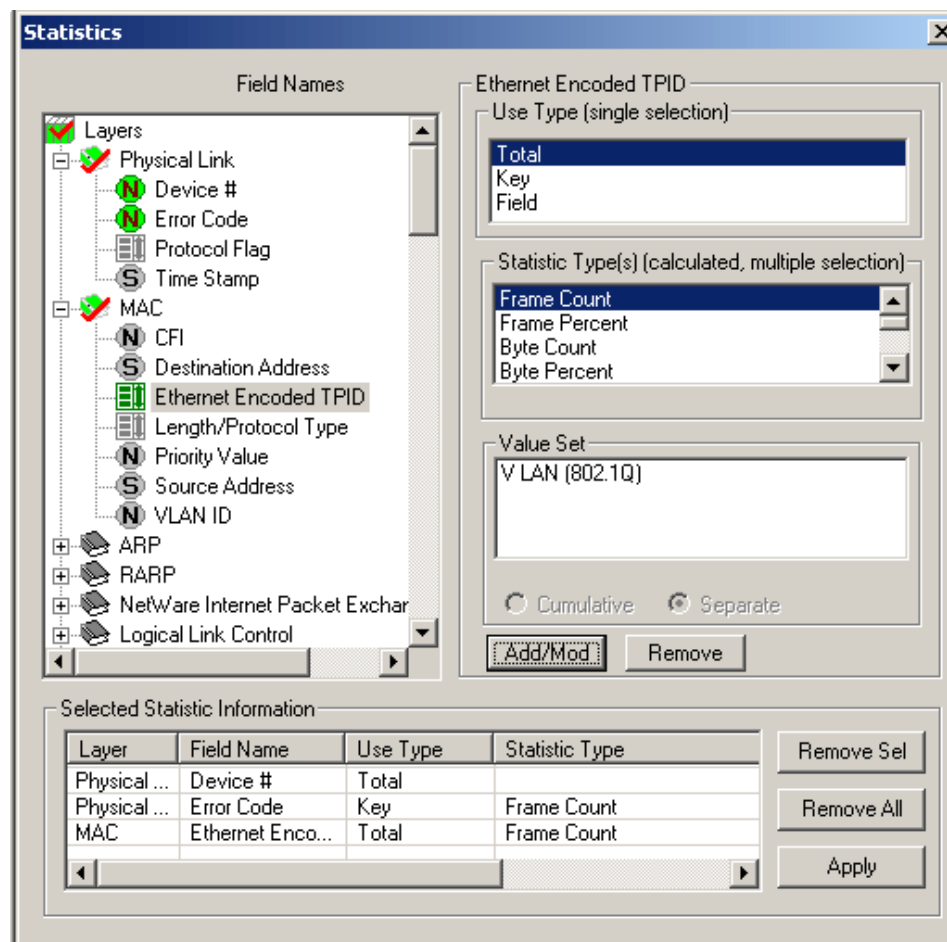 Statistics
Field Names
Layers
Physical Link
N Device #
N Error Code
Protocol Flag
S Time Stamp
MAC
N CFI
S Destination Address
Ethernet Encoded TPID
Length/Protocol Type
N Priority Value
S Source Address
N VLAN ID
ARP
RARP
NetWare Internet Packet Exchar
Logical Link Control
Ethernet Encoded TPID
Use Type (single selection)
Total
Key
Field
Statistic Type(s) (calculated, multiple selection)
Frame Count
Frame Percent
Byte Count
Byte Percent
Value Set
V LAN (802.1Q)
Cumulative Separate
Add/Mod Remove
Selected Statistic Information
Layer Field Name Use Type Statistic Type
Physical ... Device # Total
Physical ... Error Code Key Frame Count
MAC Ethernet Enco... Total Frame Count
Remove Sel
Remove All
Apply